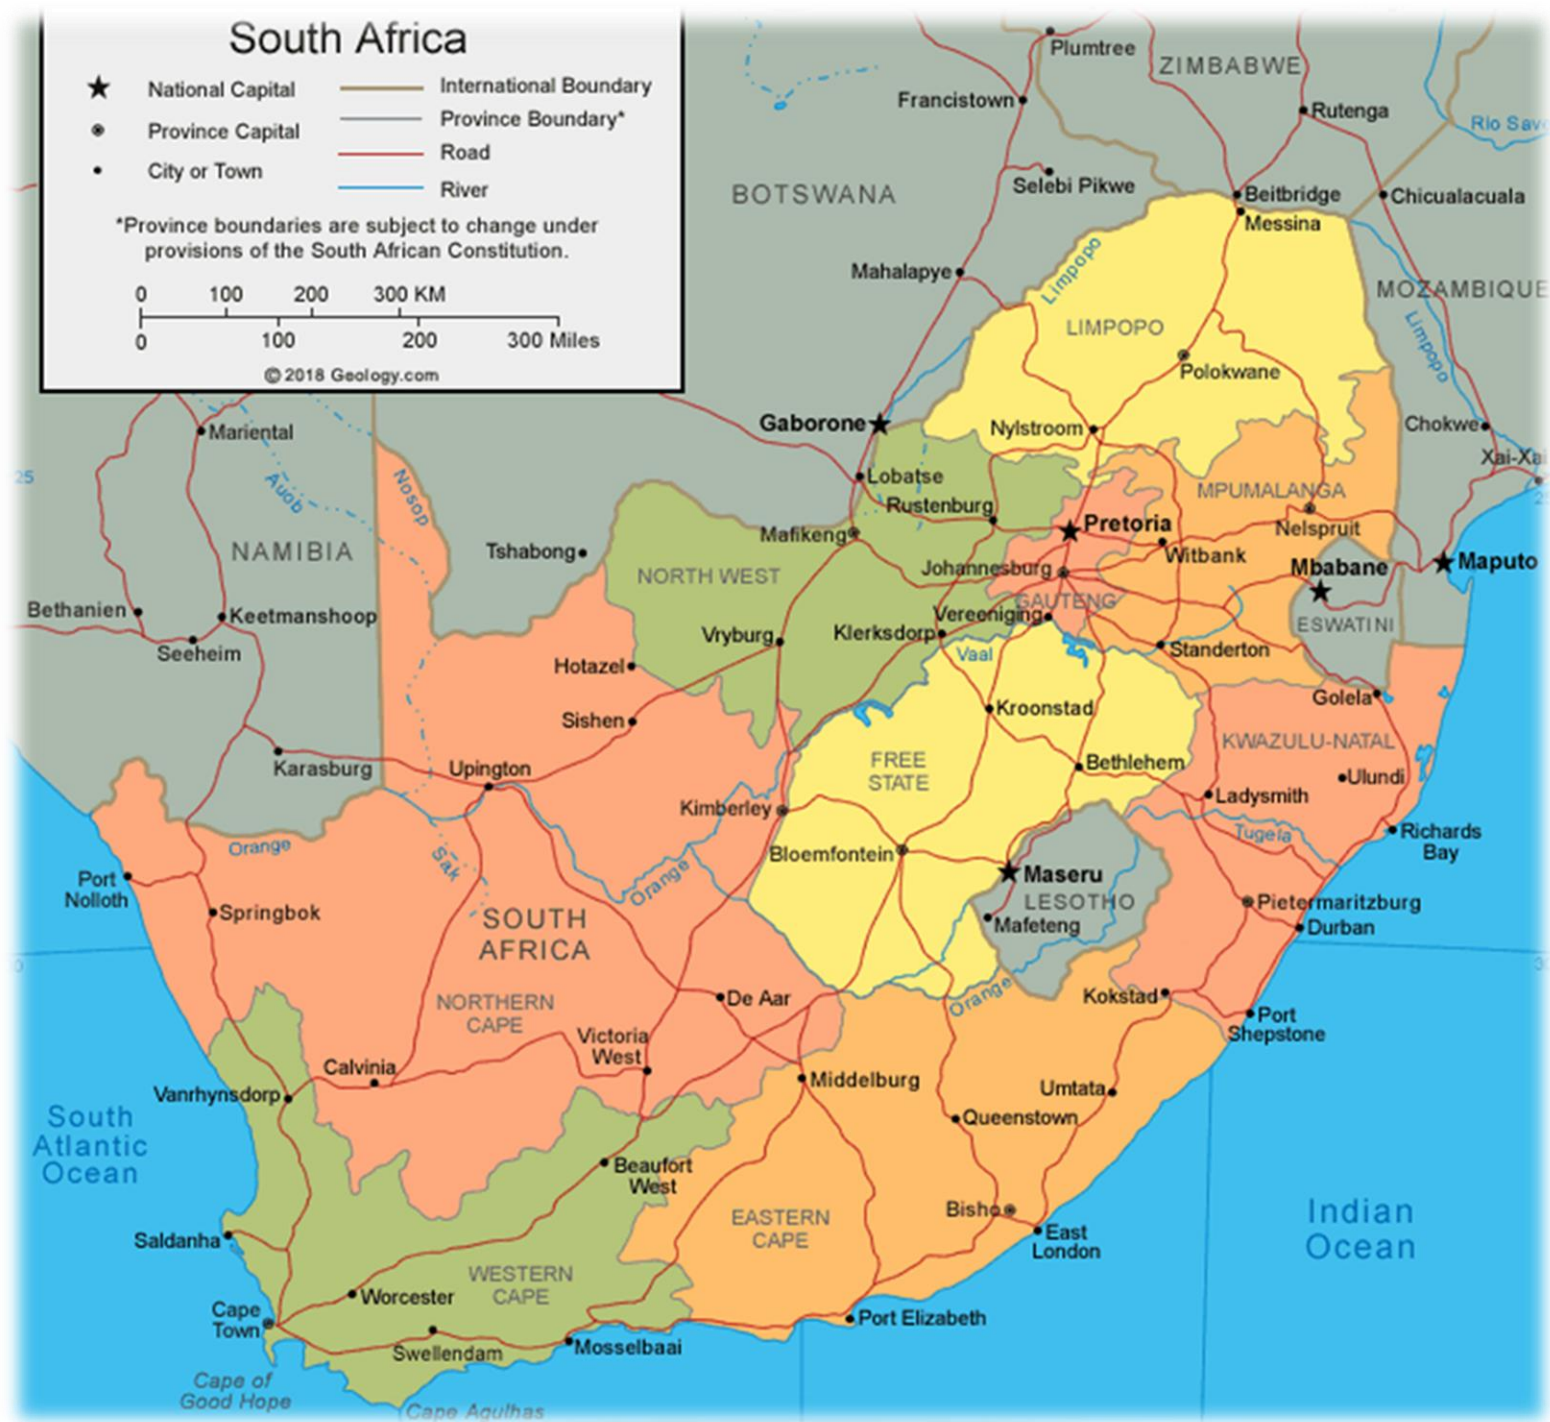 South Africa
National Capital
Province Capital
City or Town
International Boundary
Province Boundary*
Road
River
*Province boundaries are subject to change under
provisions of the South African Constitution.
0 100 200 300 KM
0 100 200 300 Miles
© 2018 Geology.com
Plumtree
ZIMBABWE
Francistown
Rutenga
Selebi Pikwe
BOTSWANA
Beitbridge
Chicualacuala
Messina
Mahalapye
Limpopo
MOZAMBIQUE
LIMPOPO
Limpopo
Polokwane
Gaborone
Nylstroom
Chokwe
Mariental
Xai-Xai
Lobatse
25
Auob
Nosop
Rustenburg
MPUMALANGA
Nelspruit
Pretoria
Mafikeng
NAMIBIA
Tshabong
Witbank
Mbabane
Maputo
Johannesburg
NORTH WEST
GAUTENG
Bethanien
Keetmanshoop
Vereeniging
ESWATINI
Vryburg
Klerksdorp
Seeheim
Vaal
Standerton
Hotazel
Golela
Kroonstad
Sishen
KWAZULU-NATAL
FREE
STATE
Bethlehem
Karasburg
Upington
Ulundi
Ladysmith
Kimberley
Tugela
Richards
Bay
Orange
Bloemfontein
Sak
Maseru
Port
Nolloth
Orange
LESOTHO
Pietermaritzburg
Springbok
SOUTH
AFRICA
Mafeteng
Durban
De Aar
Orange
Kokstad
NORTHERN
CAPE
Port
Shepstone
Victoria
West
Calvinia
Middelburg
Umtata
Vanrhynsdorp
Queenstown
South
Atlantic
Ocean
Beaufort
West
Bisho
EASTERN
CAPE
Indian
Ocean
East
London
Saldanha
WESTERN
CAPE
Worcester
Cape
Town
Port Elizabeth
Swellendam
Mosselbaai
Cape of
Good Hope
Cape Agulhas